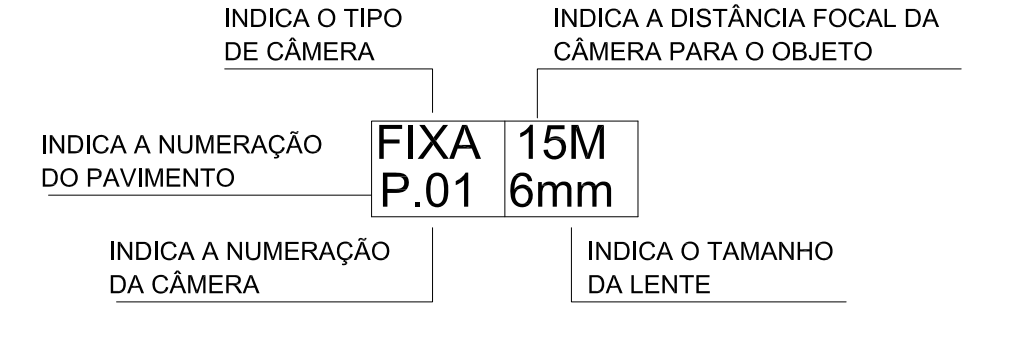 INDICA O TIPO
DE CÂMERA
INDICA A DISTÂNCIA FOCAL DA
CÂMERA PARA O OBJETO
INDICA A NUMERAÇÃO
DO PAVIMENTO
FIXA 15M
P.01 6mm
INDICA A NUMERAÇÃO
DA CÂMERA
INDICA O TAMANHO
DA LENTE